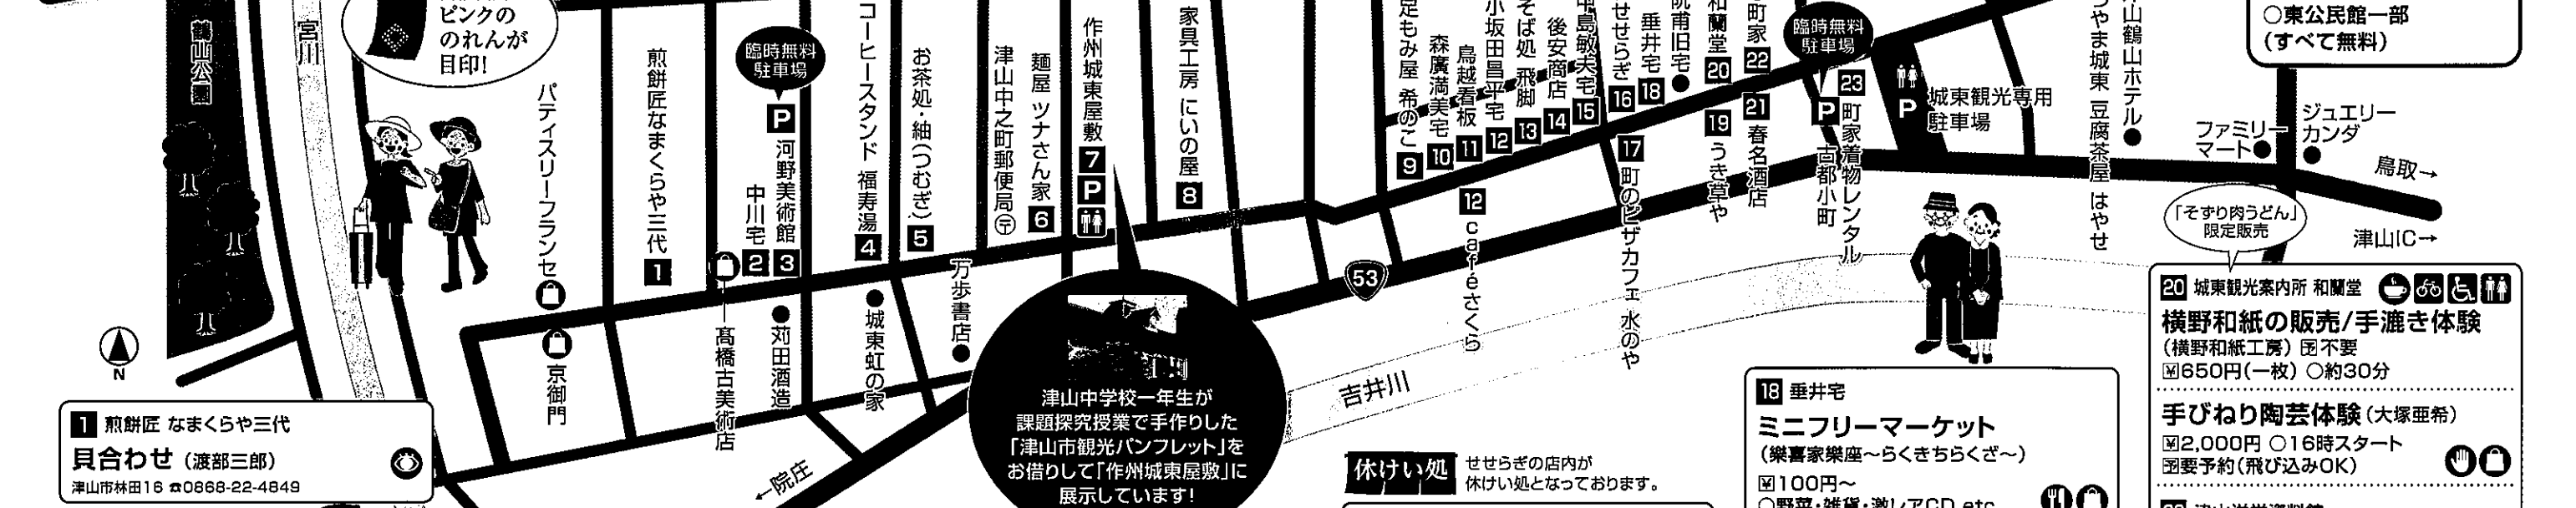 鶴山公園
宮川
ピンクの
のれんが
目印!
パティスリーフランセ
京御門
煎餅匠なまくらや三代
1
臨時無料
駐車場
P
中川宅
2
河野美術館
3
髙橋古美術店
苅田酒造
コーヒースタンド 福寿湯
4
城東虹の家
お茶処・紬(つむぎ)
5
万歩書店
津山中之町郵便局
麺屋 ツナさん家
6
作州城東屋敷
7
P
家具工房 にいの屋
8
足もみ屋 希のこ
9
森廣満美宅
10
鳥越看板
11
小坂田昌平宅
12
そば処 飛脚
13
後安商店
14
中島敏夫宅
15
せせらぎ
16
垂井宅
18
院甫旧宅
和蘭堂
20
町家
22
12
caféさくら
17
町のピザカフェ 水のや
19
うき草や
21
春名酒店
臨時無料
駐車場
P
古都小町
23
町家着物レンタル
P
城東観光専用
駐車場
つやま城東 豆腐茶屋 はやせ
山鶴山ホテル
○東公民館一部
(すべて無料)
ファミリー
マート
ジュエリー
カンダ
鳥取→
津山IC→
53
吉井川
←院庄
N
1 煎餅匠 なまくらや三代
貝合わせ(渡部三郎)
津山市林田16 ☎0868-22-4849
津山中学校一年生が
課題探究授業で手作りした
「津山市観光パンフレット」を
お借りして「作州城東屋敷」に
展示しています!
休けい処
せせらぎの店内が
休けい処となっております。
18 垂井宅
ミニフリーマーケット
(樂喜家樂座～らくきちらくざ～)
¥100円～
○野菜・雑貨・激レアCD etc
「そずり肉うどん」
限定販売
20 城東観光案内所 和蘭堂
横野和紙の販売/手漉き体験
(横野和紙工房) 予不要
¥650円(一枚) ○約30分
手びねり陶芸体験(大塚亜希)
¥2,000円 ○16時スタート
予要予約(飛び込みOK)